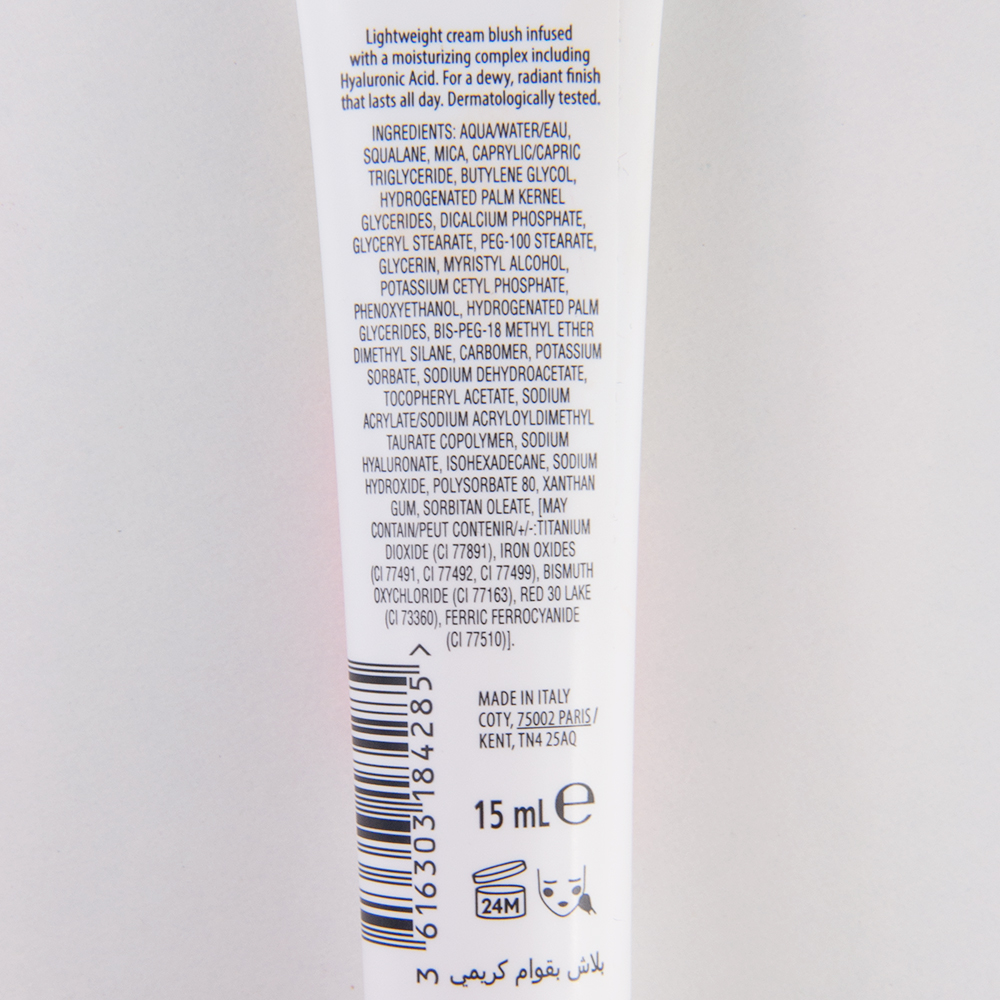 Lightweight cream blush infused
with a moisturizing complex including
Hyaluronic Acid. For a dewy, radiant finish
that lasts all day. Dermatologically tested.
INGREDIENTS: AQUA/WATER/EAU,
SQUALANE, MICA, CAPRYLIC/CAPRIC
TRIGLYCERIDE, BUTYLENE GLYCOL,
HYDROGENATED PALM KERNEL
GLYCERIDES, DICALCIUM PHOSPHATE,
GLYCERYL STEARATE, PEG-100 STEARATE,
GLYCERIN, MYRISTYL ALCOHOL,
POTASSIUM CETYL PHOSPHATE,
PHENOXYETHANOL, HYDROGENATED PALM
GLYCERIDES, BIS-PEG-18 METHYL ETHER
DIMETHYL SILANE, CARBOMER, POTASSIUM
SORBATE, SODIUM DEHYDROACETATE,
TOCOPHERYL ACETATE, SODIUM
ACRYLATE/SODIUM ACRYLOYLDIMETHYL
TAURATE COPOLYMER, SODIUM
HYALURONATE, ISOHEXADECANE, SODIUM
HYDROXIDE, POLYSORBATE 80, XANTHAN
GUM, SORBITAN OLEATE, [MAY
CONTAIN/PEUT CONTENIR/+/-:TITANIUM
DIOXIDE (CI 77891), IRON OXIDES
(CI 77491, CI 77492, CI 77499), BISMUTH
OXYCHLORIDE (CI 77163), RED 30 LAKE
(CI 73360), FERRIC FERROCYANIDE
(CI 77510)].
3 616303 184285 >
MADE IN ITALY
COTY, 75002 PARIS/
KENT, TN4 25AQ
15 mL e
24M
بلاش بقوام كريمي